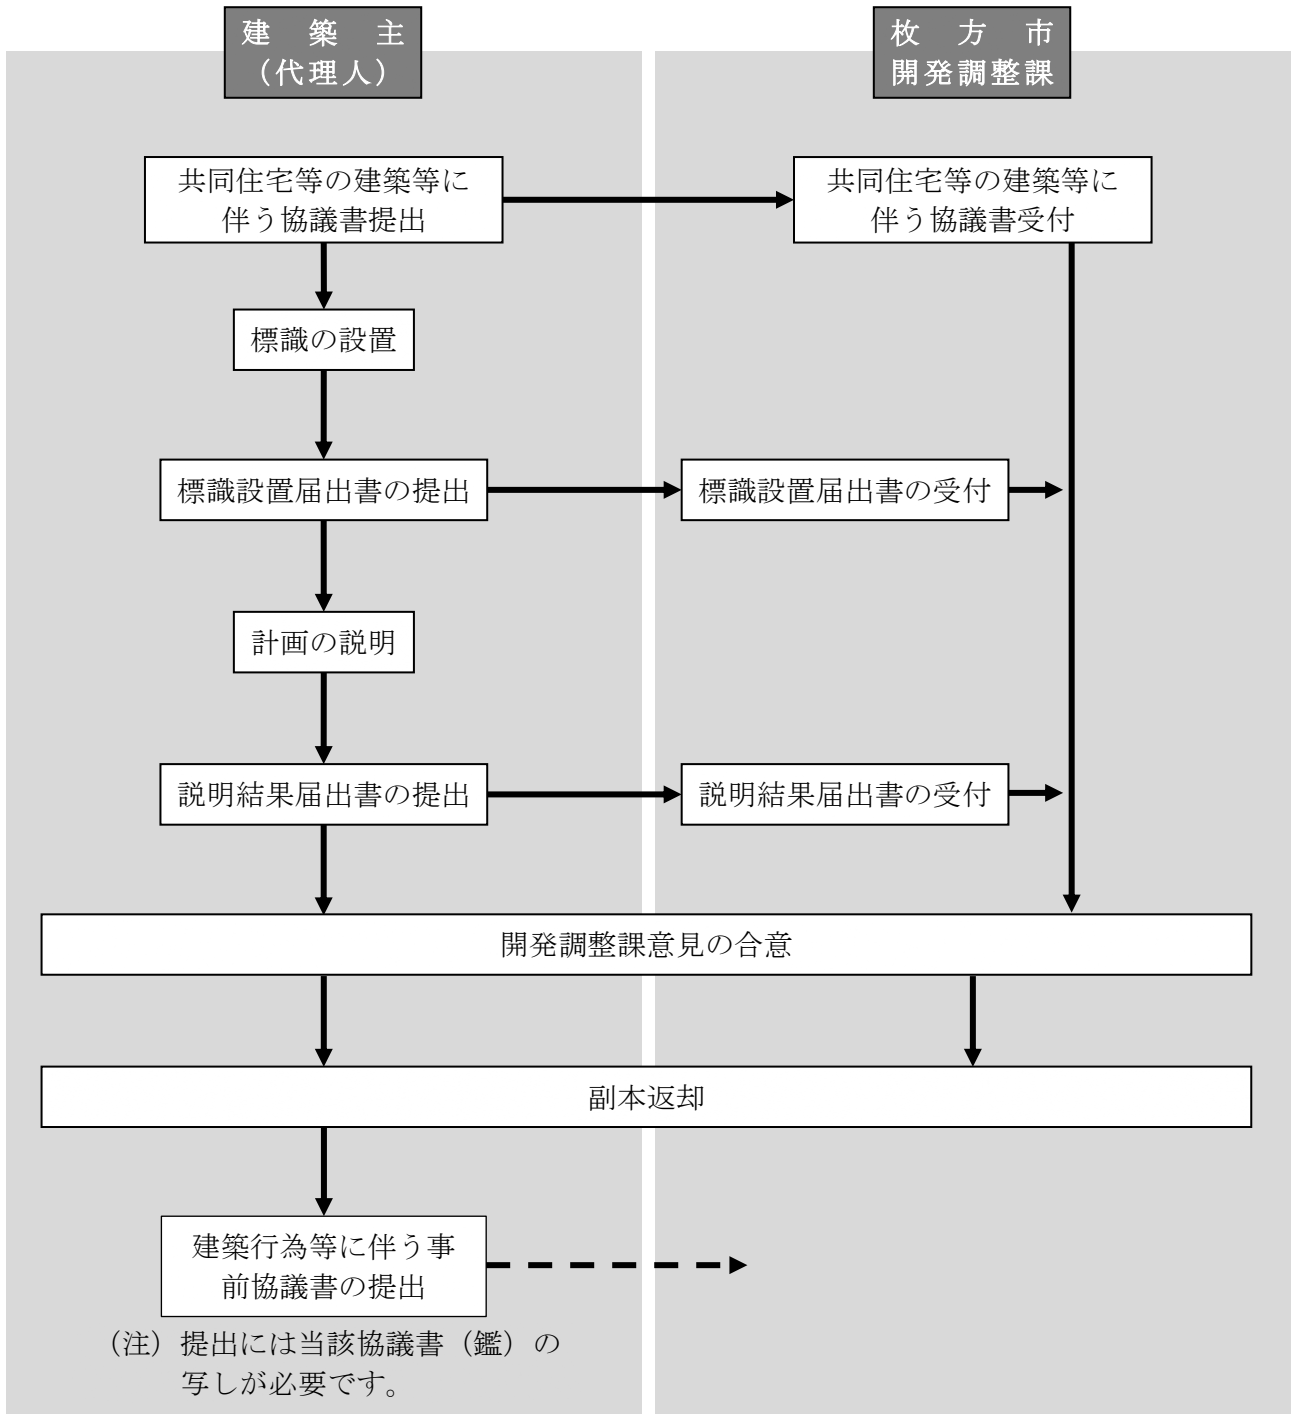 建　築　主
（代理人）
枚　方　市
開発調整課
共同住宅等の建築等に
伴う協議書提出
共同住宅等の建築等に
伴う協議書受付
標識の設置
標識設置届出書の提出
標識設置届出書の受付
計画の説明
説明結果届出書の提出
説明結果届出書の受付
開発調整課意見の合意
副本返却
建築行為等に伴う事
前協議書の提出
（注）提出には当該協議書（鑑）の
写しが必要です。